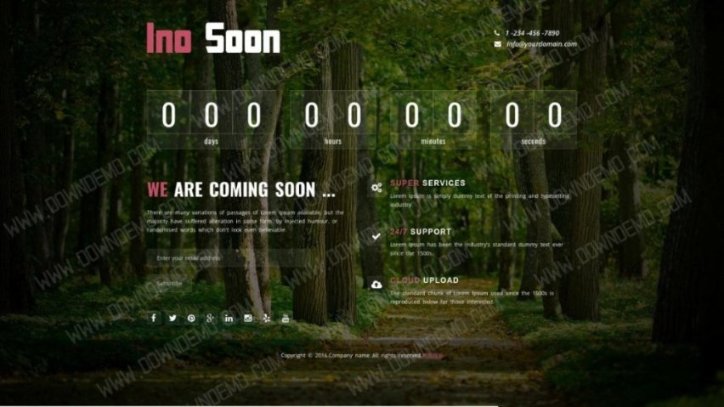 Ino Soon
1 -234 -456 -7890
info@yourdomain.com
0 0 0 0 0 0 0 0 0
days hours minutes seconds
WE ARE COMING SOON ...
There are many variations of passages of Lorem Ipsum available, but the
majority have suffered alteration in some form, by injected humour, or
randomised words which don't look even believable.
Enter your email address
Subscribe
SUPER SERVICES
Lorem Ipsum is simply dummy text of the printing and typesetting
industry.
24/7 SUPPORT
Lorem Ipsum has been the industry's standard dummy text ever
since the 1500s.
CLOUD UPLOAD
The standard chunk of Lorem Ipsum used since the 1500s is
reproduced below for those interested.
Copyright © 2016.Company name All rights reserved.
WWW.DOWNDEMO.COM